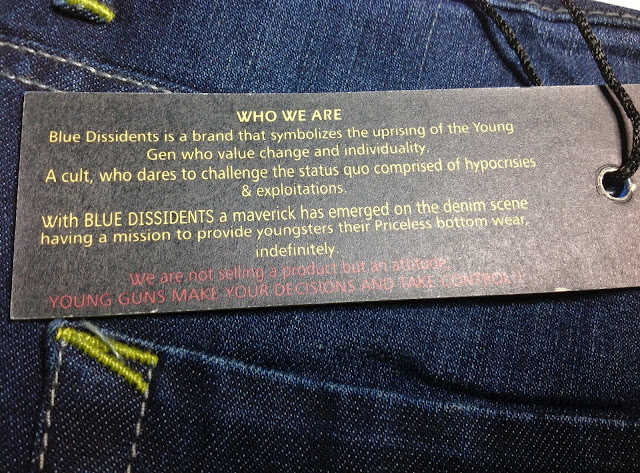 WHO WE ARE
Blue Dissidents is a brand that symbolizes the uprising of the Young
Gen who value change and individuality.
A cult, who dares to challenge the status quo comprised of hypocrisies
& exploitations.
With BLUE DISSIDENTS a maverick has emerged on the denim scene
having a mission to provide youngsters their Priceless bottom wear,
indefinitely
We are not selling a product but an attitude!
YOUNG GUNS MAKE YOUR DECISIONS AND TAKE CONTROL!!